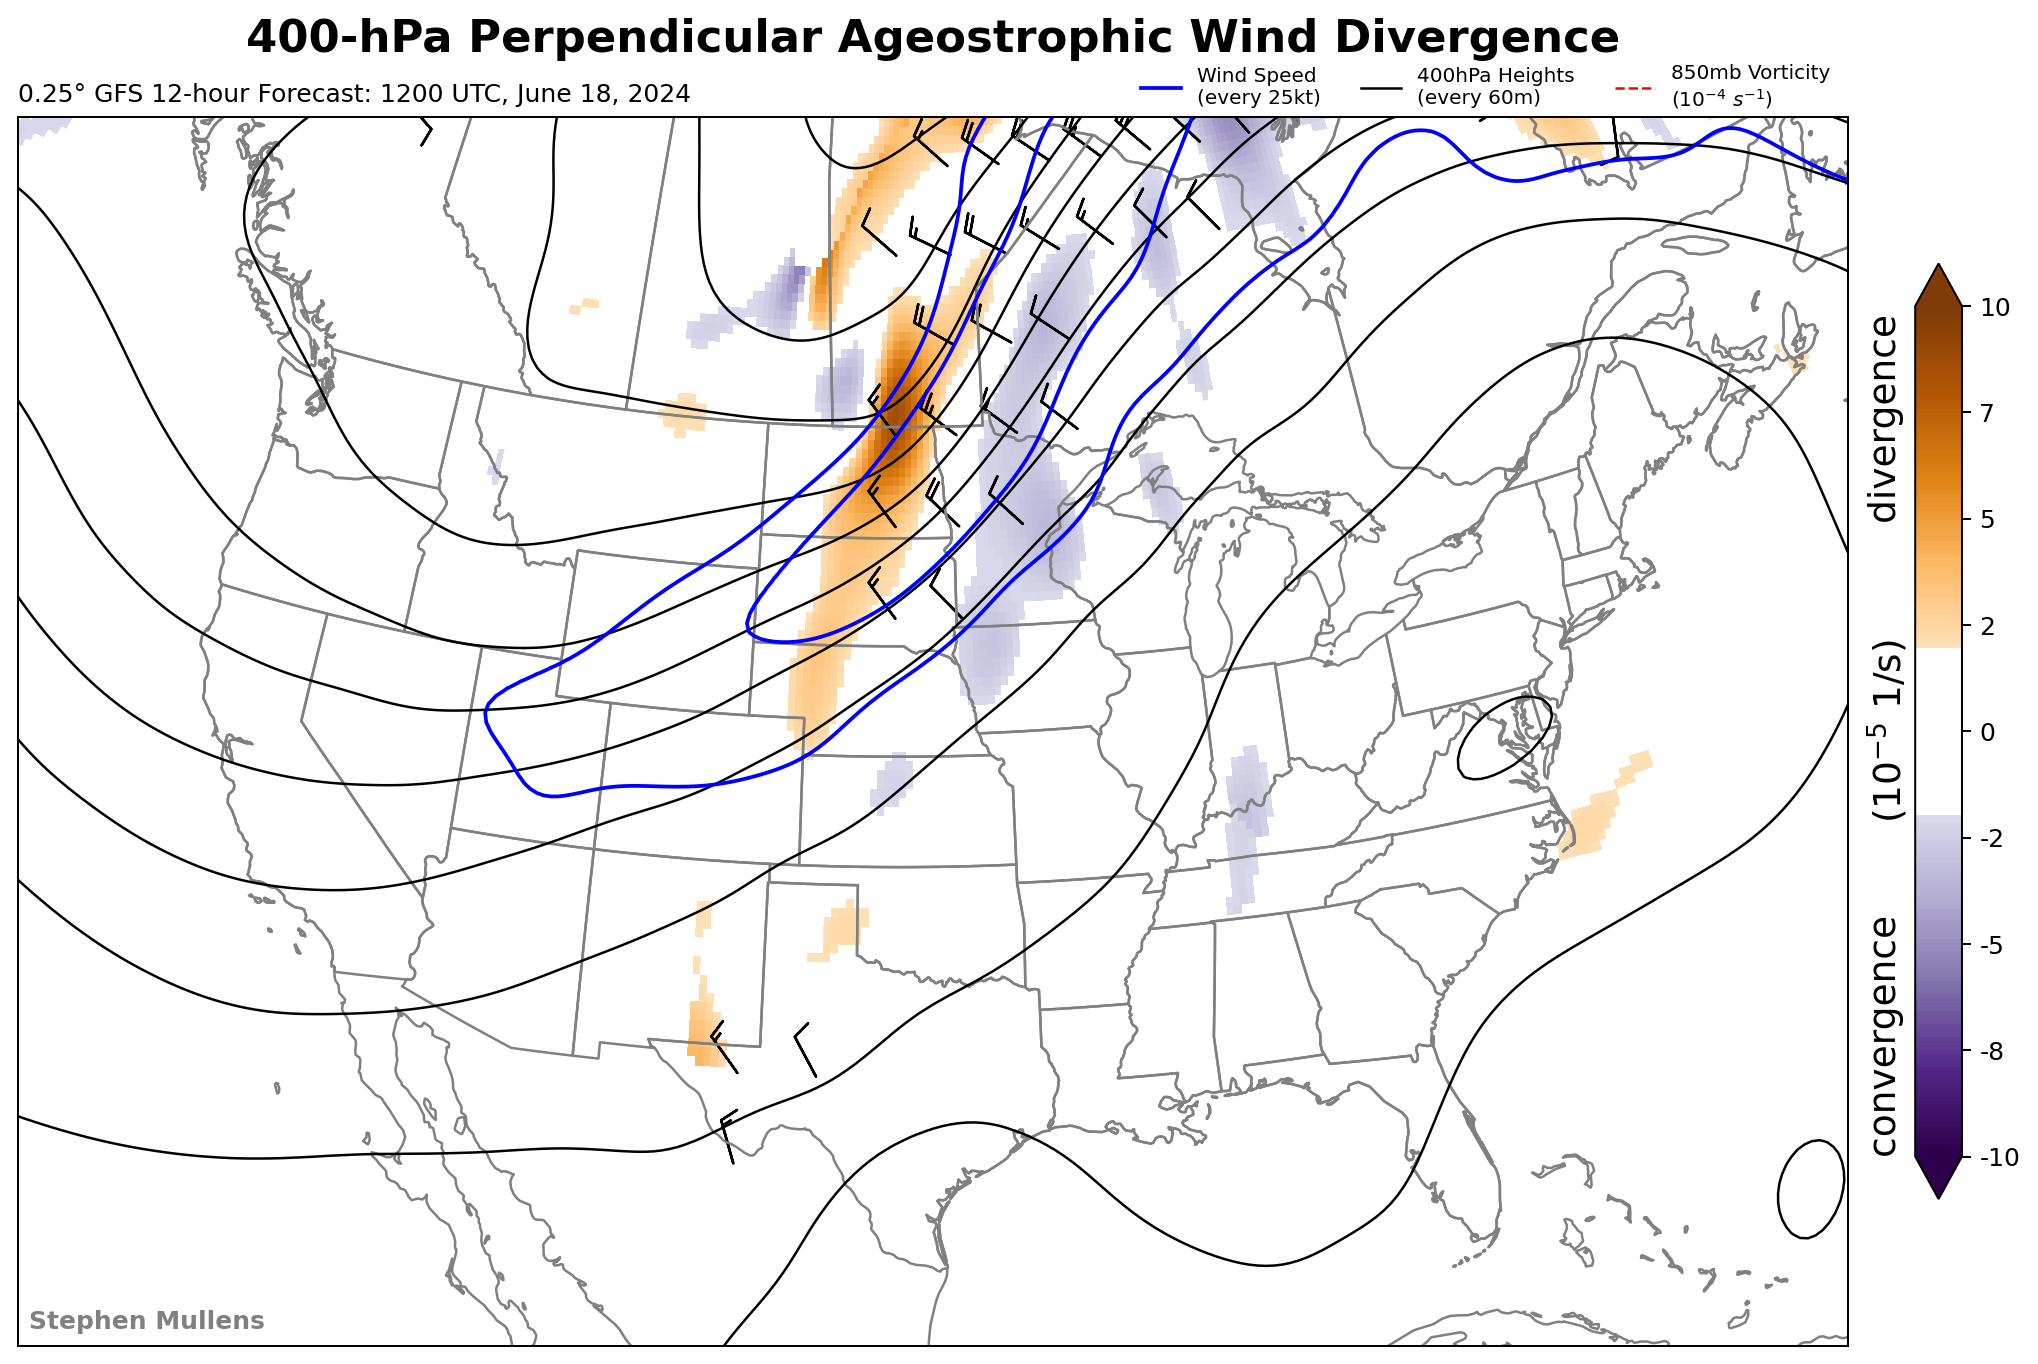 400-hPa Perpendicular Ageostrophic Wind Divergence
0.25° GFS 12-hour Forecast: 1200 UTC, June 18, 2024
Wind Speed
(every 25kt)
400hPa Heights
(every 60m)
850mb Vorticity
(10⁻⁴ s⁻¹)
10
7
5
2
0
-2
-5
-8
-10
convergence (10⁻⁵ 1/s) divergence
Stephen Mullens